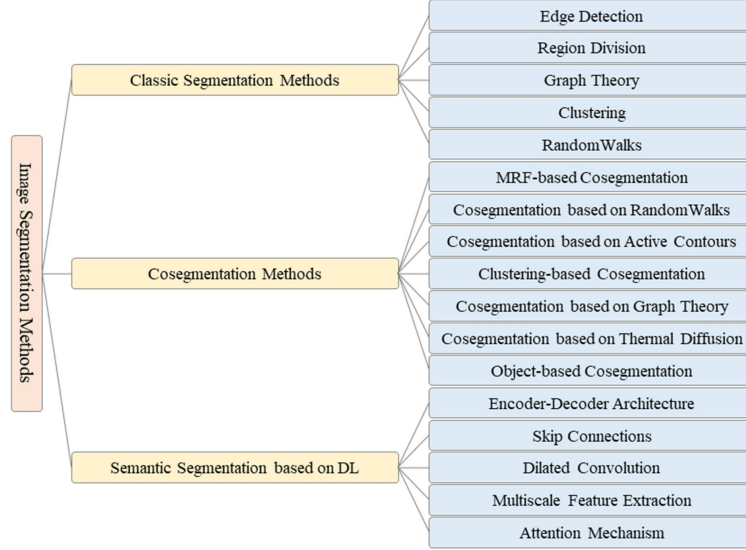 Image Segmentation Methods
Classic Segmentation Methods
Edge Detection
Region Division
Graph Theory
Clustering
RandomWalks
Cosegmentation Methods
MRF-based Cosegmentation
Cosegmentation based on RandomWalks
Cosegmentation based on Active Contours
Clustering-based Cosegmentation
Cosegmentation based on Graph Theory
Cosegmentation based on Thermal Diffusion
Object-based Cosegmentation
Semantic Segmentation based on DL
Encoder-Decoder Architecture
Skip Connections
Dilated Convolution
Multiscale Feature Extraction
Attention Mechanism